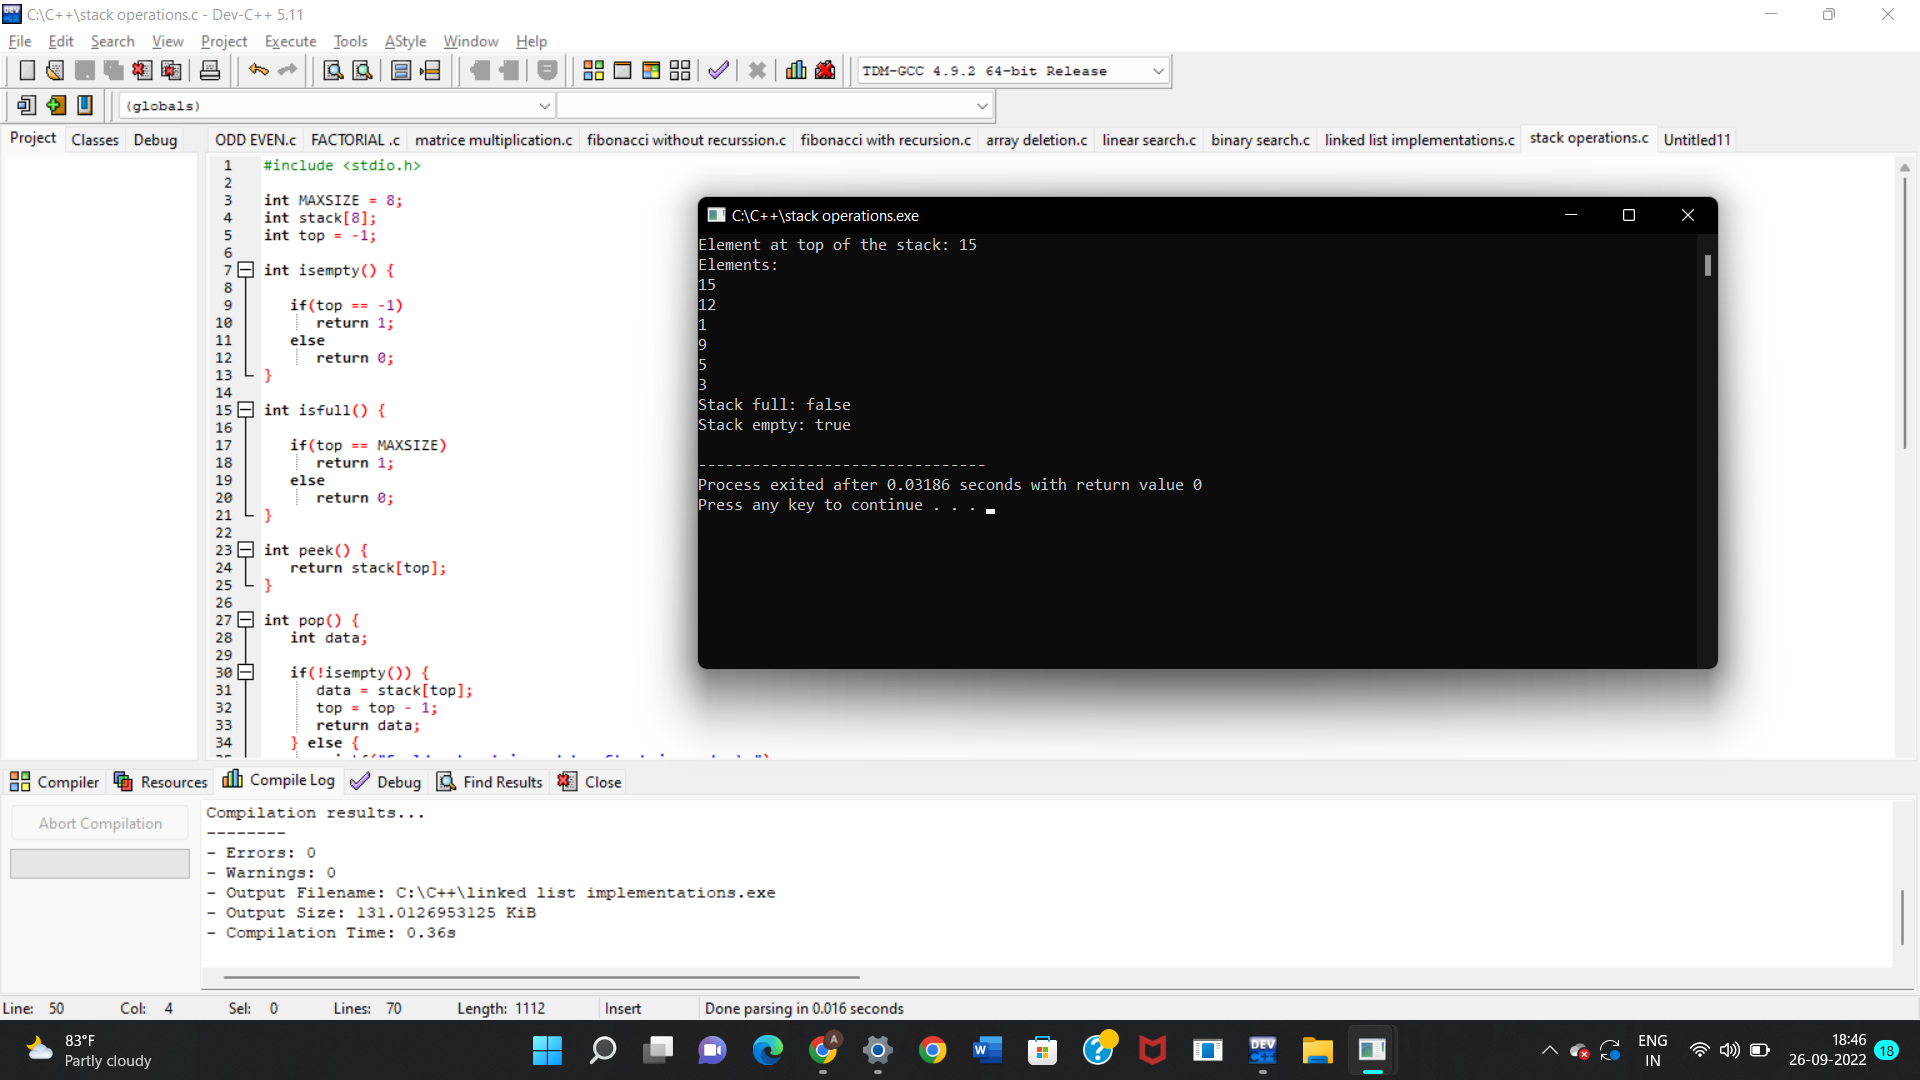 C:\C++\stack operations.c - Dev-C++ 5.11
File Edit Search View Project Execute Tools AStyle Window Help
TDM-GCC 4.9.2 64-bit Release
(globals)
Project Classes Debug
ODD EVEN.c FACTORIAL .c matrice multiplication.c fibonacci without recurssion.c fibonacci with recursion.c array deletion.c linear search.c binary search.c linked list implementations.c stack operations.c Untitled11
1 #include <stdio.h>
2
3 int MAXSIZE = 8;
4 int stack[8];
5 int top = -1;
6
7 int isempty() {
8
9 if(top == -1)
10 return 1;
11 else
12 return 0;
13 }
14
15 int isfull() {
16
17 if(top == MAXSIZE)
18 return 1;
19 else
20 return 0;
21 }
22
23 int peek() {
24 return stack[top];
25 }
26
27 int pop() {
28 int data;
29
30 if(!isempty()) {
31 data = stack[top];
32 top = top - 1;
33 return data;
34 } else {
C:\C++\stack operations.exe
Element at top of the stack: 15
Elements:
15
12
1
9
5
3
Stack full: false
Stack empty: true
--------------------------------
Process exited after 0.03186 seconds with return value 0
Press any key to continue . . .
Compiler Resources Compile Log Debug Find Results Close
Abort Compilation
Compilation results...
--------
- Errors: 0
- Warnings: 0
- Output Filename: C:\C++\linked list implementations.exe
- Output Size: 131.0126953125 KiB
- Compilation Time: 0.36s
Line: 50 Col: 4 Sel: 0 Lines: 70 Length: 1112 Insert Done parsing in 0.016 seconds
83°F
Partly cloudy
A
W
DEV
C++
ENG
IN
18:46
26-09-2022
18